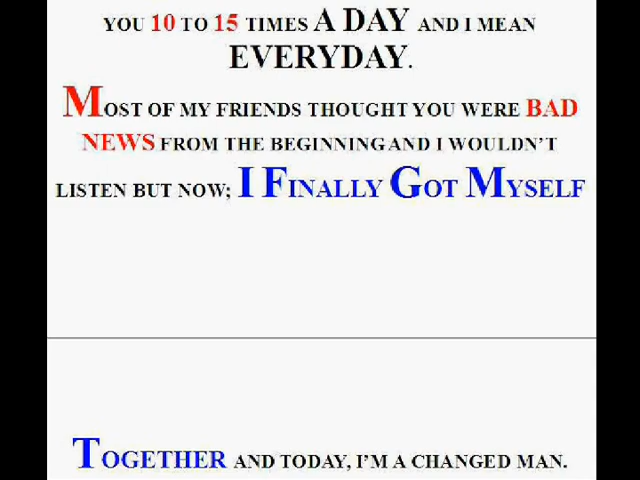 YOU 10 TO 15 TIMES A DAY AND I MEAN
EVERYDAY.
MOST OF MY FRIENDS THOUGHT YOU WERE BAD
NEWS FROM THE BEGINNING AND I WOULDN'T
LISTEN BUT NOW; I FINALLY GOT MYSELF
TOGETHER AND TODAY, I'M A CHANGED MAN.